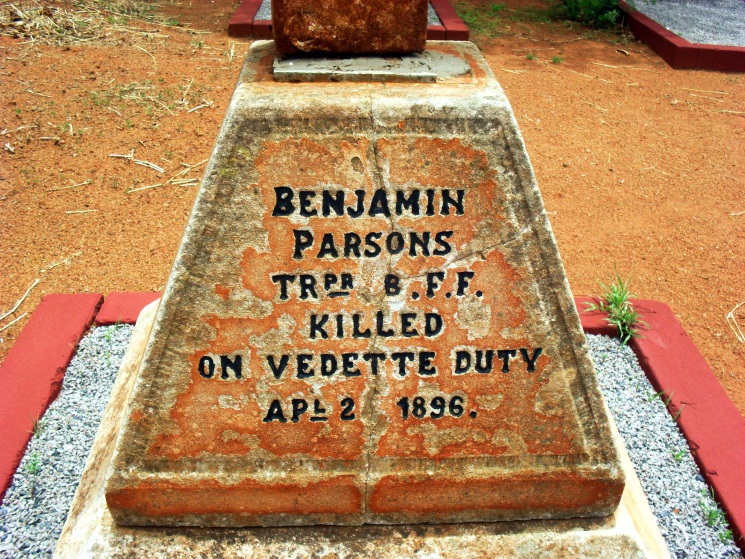 BENJAMIN
PARSONS
TRPR B.F.F.
KILLED
ON VEDETTE DUTY
APL 2 1896.